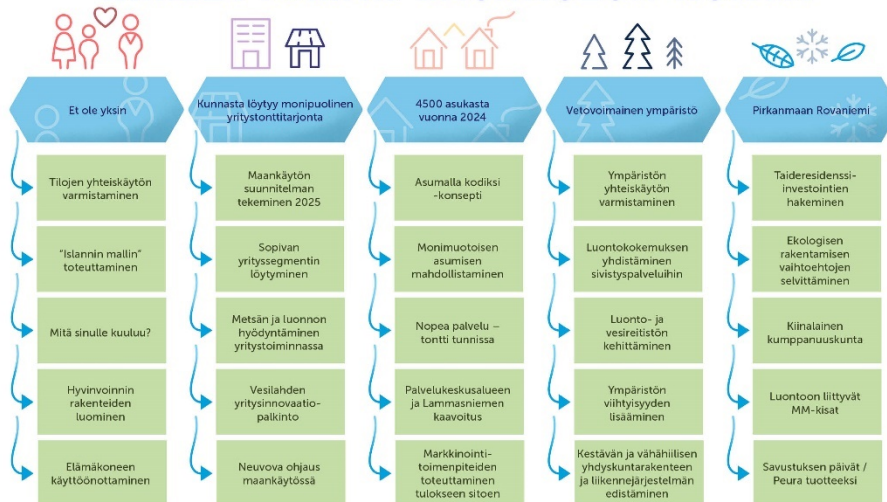 Et ole yksin
Tilojen yhteiskäytön
varmistaminen
"Islannin mallin"
toteuttaminen
Mitä sinulle kuuluu?
Hyvinvoinnin
rakenteiden
luominen
Elämäkoneen
käyttöönottaminen
Kunnasta löytyy monipuolinen
yritystonttitarjonta
Maankäytön
suunnitelman
tekeminen 2025
Sopivan
yrityssegmentin
löytyminen
Metsän ja luonnon
hyödyntäminen
yritystoiminnassa
Vesilahden
yritysinnovaatio-
palkinto
Neuvova ohjaus
maankäytössä
4500 asukasta
vuonna 2024
Asumalla kodiksi
-konsepti
Monimuotoisen
asumisen
mahdollistaminen
Nopea palvelu –
tontti tunnissa
Palvelukeskusalueen
ja Lammasniemen
kaavoitus
Markkinointi-
toimenpiteiden
toteuttaminen
tulokseen sitoen
Vetovoimainen ympäristö
Ympäristön
yhteiskäytön
varmistaminen
Luontokokemuksen
yhdistäminen
sivistyspalveluihin
Luonto- ja
vesireitistön
kehittäminen
Ympäristön
viihtyisyyden
lisääminen
Kestävän ja vähähiilisen
yhdyskuntarakenteen
ja liikennejärjestelmän
edistäminen
Pirkanmaan Rovaniemi
Taideresidenssi-
investointien
hakeminen
Ekologisen
rakentamisen
vaihtoehtojen
selvittäminen
Kiinalainen
kumppanuuskunta
Luontoon liittyvät
MM-kisat
Savustuksen päivät /
Peura tuotteeksi